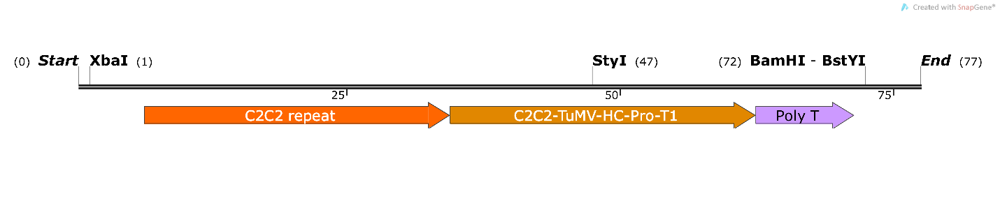 Created with SnapGene®
(0) Start XbaI (1) StyI (47) (72) BamHI - BstYI End (77)
25 50 75
C2C2 repeat C2C2-TuMV-HC-Pro-T1 Poly T